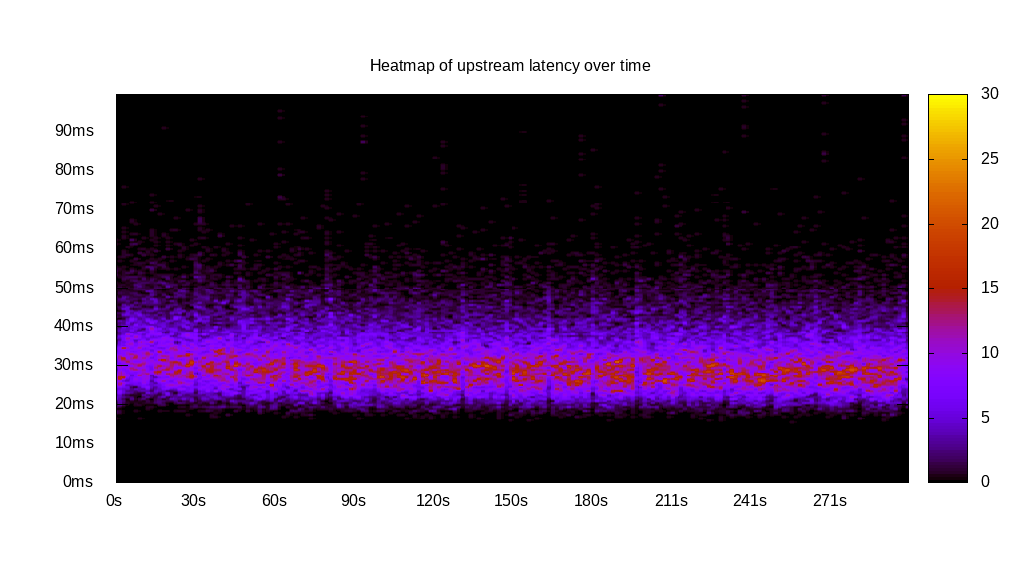 Heatmap of upstream latency over time
90ms
80ms
70ms
60ms
50ms
40ms
30ms
20ms
10ms
0ms
0s 30s 60s 90s 120s 150s 180s 211s 241s 271s
30
25
20
15
10
5
0